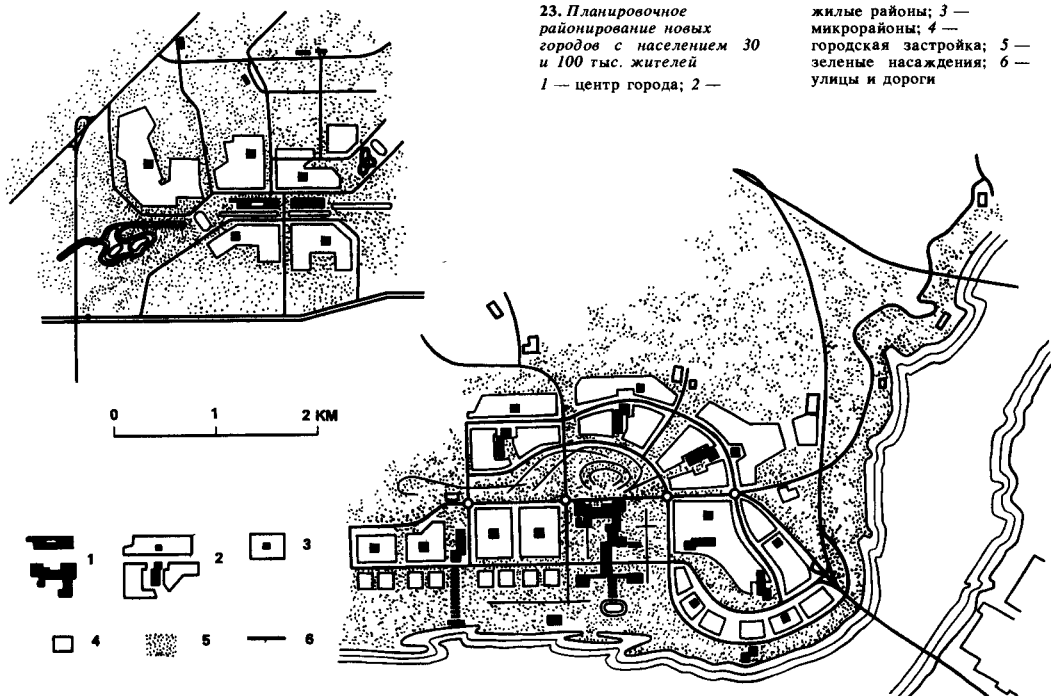 23. Планировочное
районирование новых
городов с населением 30
и 100 тыс. жителей
1 — центр города; 2 —
жилые районы; 3 —
микрорайоны; 4 —
городская застройка; 5 —
зеленые насаждения; 6 —
улицы и дороги
0 1 2 КМ
1 2 3
4 5 6